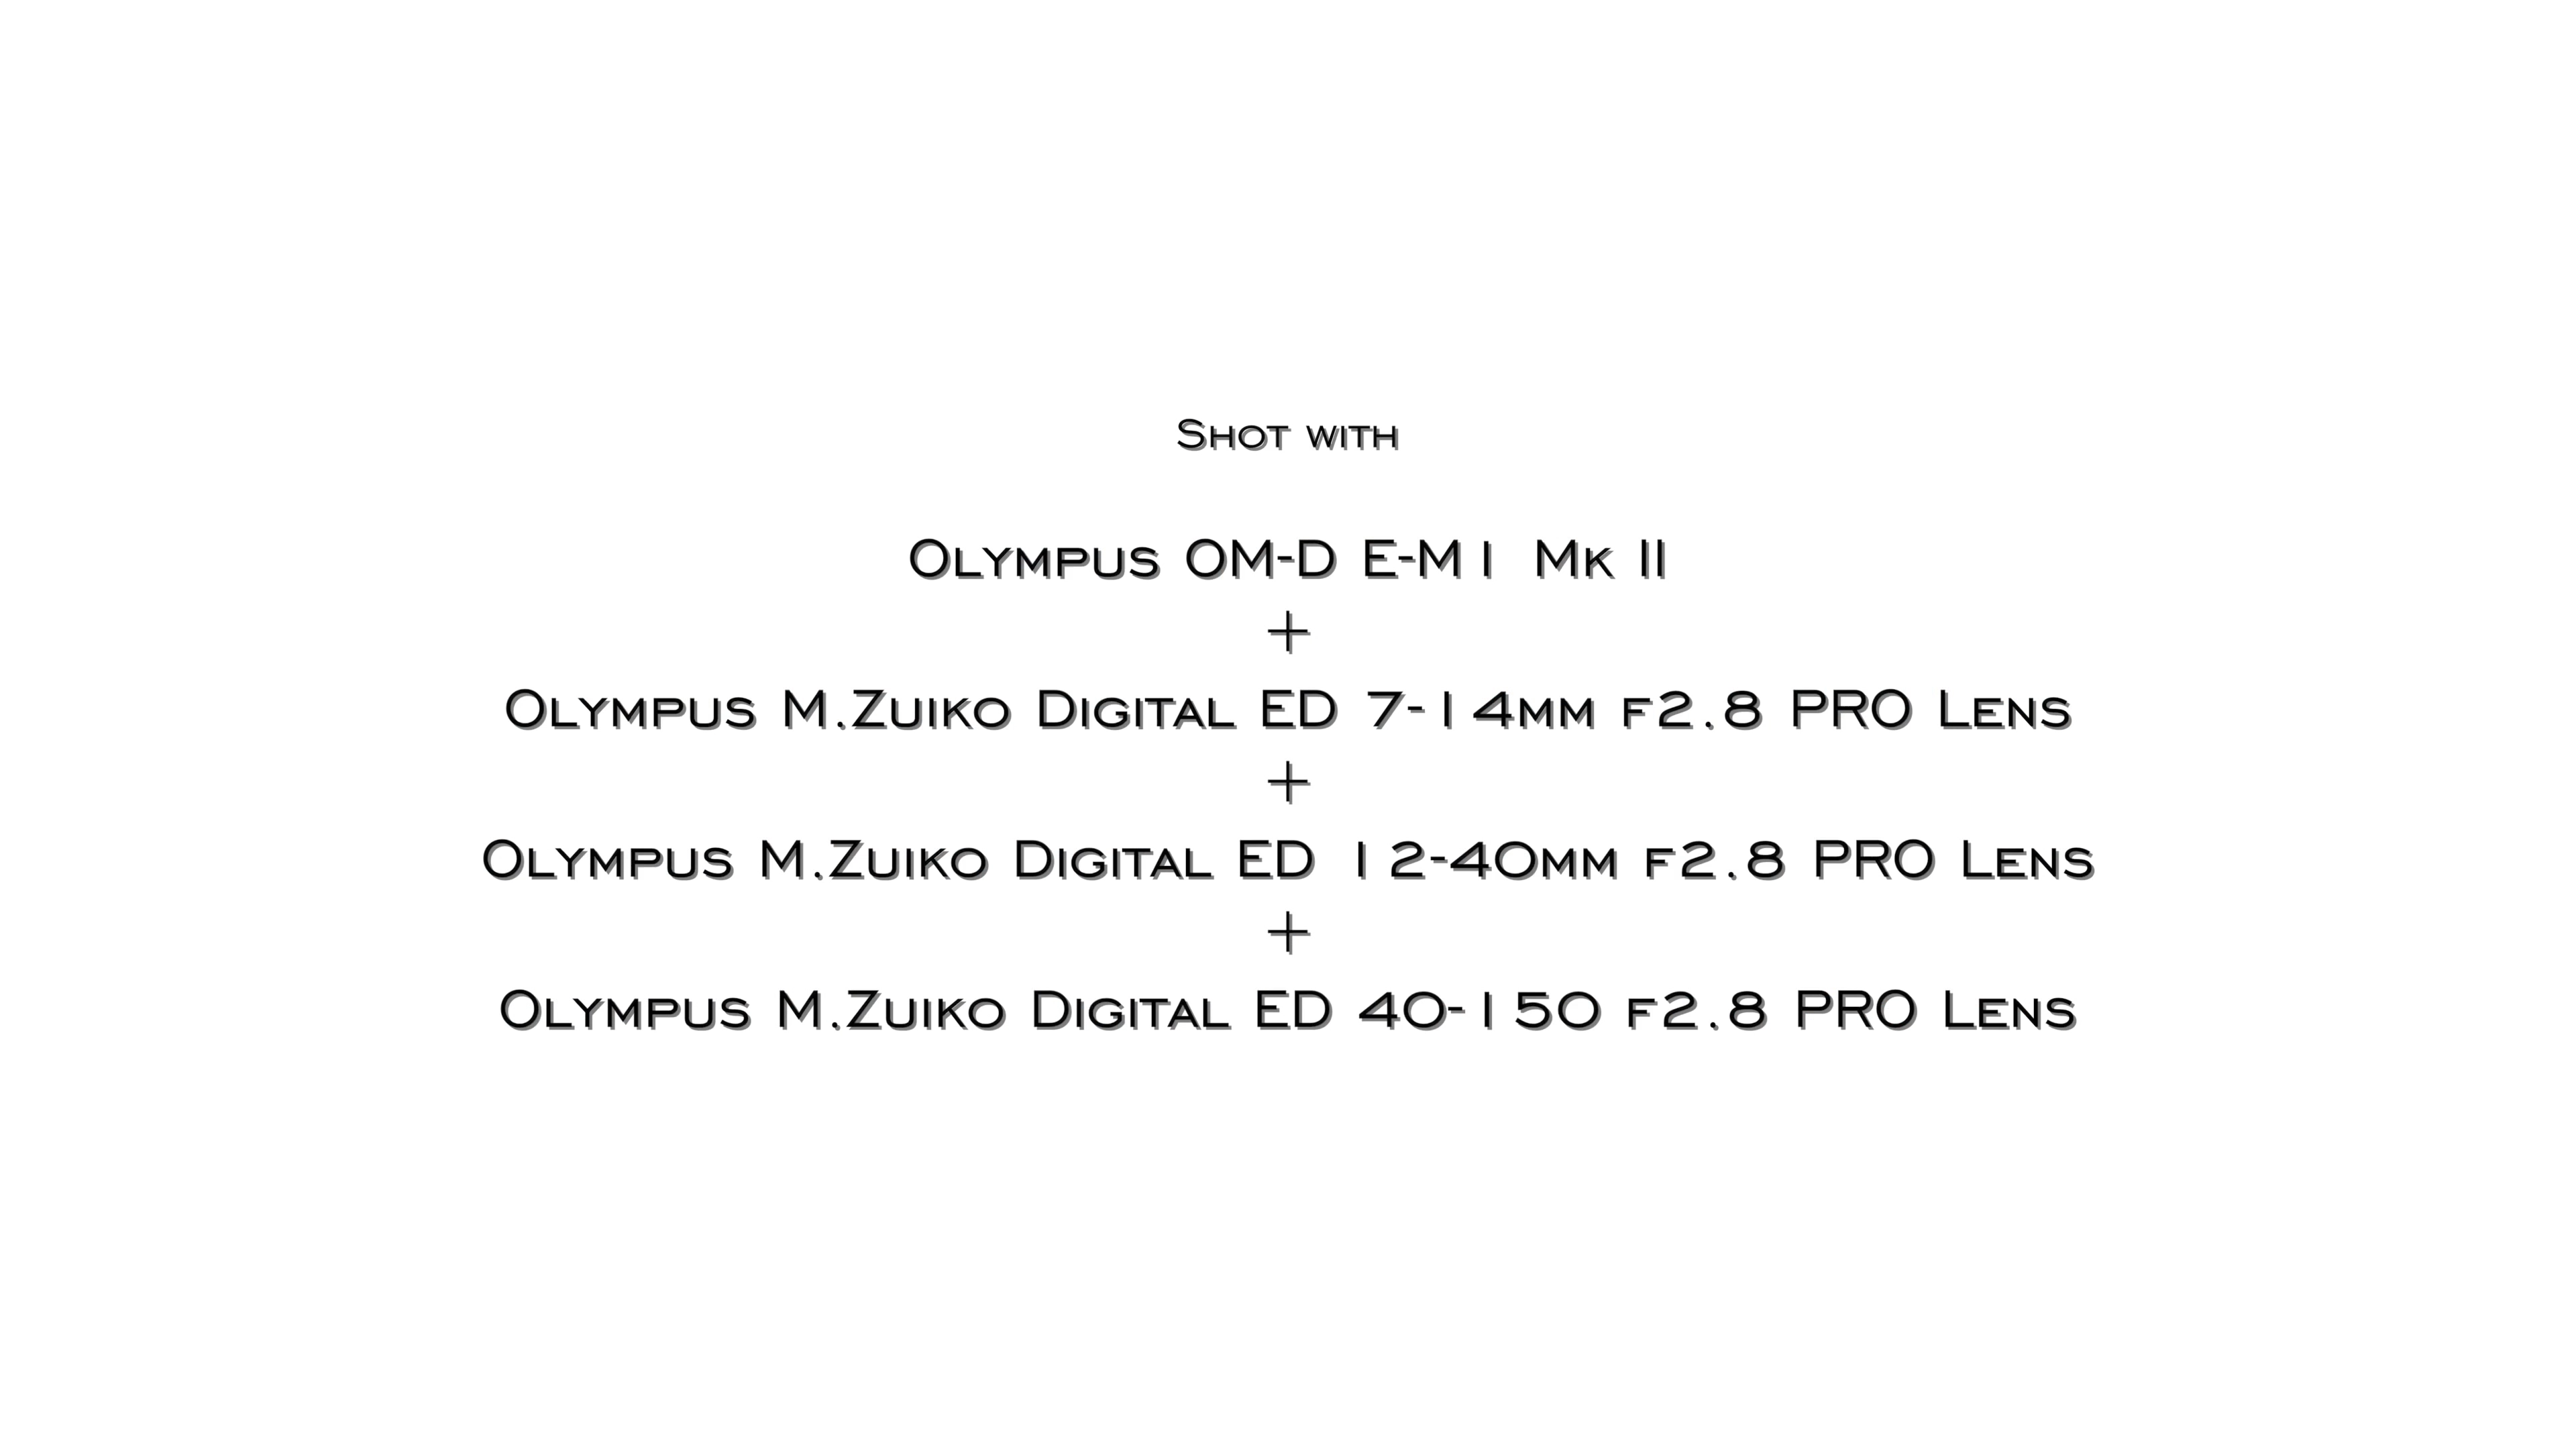 Shot with
Olympus OM-D E-M1 Mk II
+
Olympus M.Zuiko Digital ED 7-14mm f2.8 PRO Lens
+
Olympus M.Zuiko Digital ED 12-40mm f2.8 PRO Lens
+
Olympus M.Zuiko Digital ED 40-150 f2.8 PRO Lens